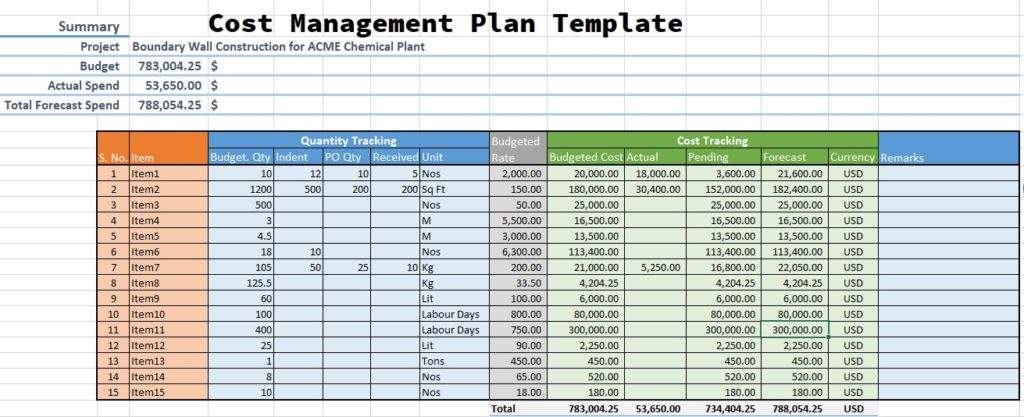 Cost Management Plan Template
Summary
Project Boundary Wall Construction for ACME Chemical Plant
Budget 783,004.25 $
Actual Spend 53,650.00 $
Total Forecast Spend 788,054.25 $
Quantity Tracking Budgeted Cost Tracking
S. No. Item Budget. Qty Indent PO Qty Received Unit Rate Budgeted Cost Actual Pending Forecast Currency Remarks
1 Item1 10 12 10 5 Nos 2,000.00 20,000.00 18,000.00 3,600.00 21,600.00 USD
2 Item2 1200 500 200 200 Sq Ft 150.00 180,000.00 30,400.00 152,000.00 182,400.00 USD
3 Item3 500 Nos 50.00 25,000.00 25,000.00 25,000.00 USD
4 Item4 3 M 5,500.00 16,500.00 16,500.00 16,500.00 USD
5 Item5 4.5 M 3,000.00 13,500.00 13,500.00 13,500.00 USD
6 Item6 18 10 Nos 6,300.00 113,400.00 113,400.00 113,400.00 USD
7 Item7 105 50 25 10 Kg 200.00 21,000.00 5,250.00 16,800.00 22,050.00 USD
8 Item8 125.5 Kg 33.50 4,204.25 4,204.25 4,204.25 USD
9 Item9 60 Lit 100.00 6,000.00 6,000.00 6,000.00 USD
10 Item10 100 Labour Days 800.00 80,000.00 80,000.00 80,000.00 USD
11 Item11 400 Labour Days 750.00 300,000.00 300,000.00 300,000.00 USD
12 Item12 25 Lit 90.00 2,250.00 2,250.00 2,250.00 USD
13 Item13 1 Tons 450.00 450.00 450.00 450.00 USD
14 Item14 8 Nos 65.00 520.00 520.00 520.00 USD
15 Item15 10 Nos 18.00 180.00 180.00 180.00 USD
Total 783,004.25 53,650.00 734,404.25 788,054.25 USD